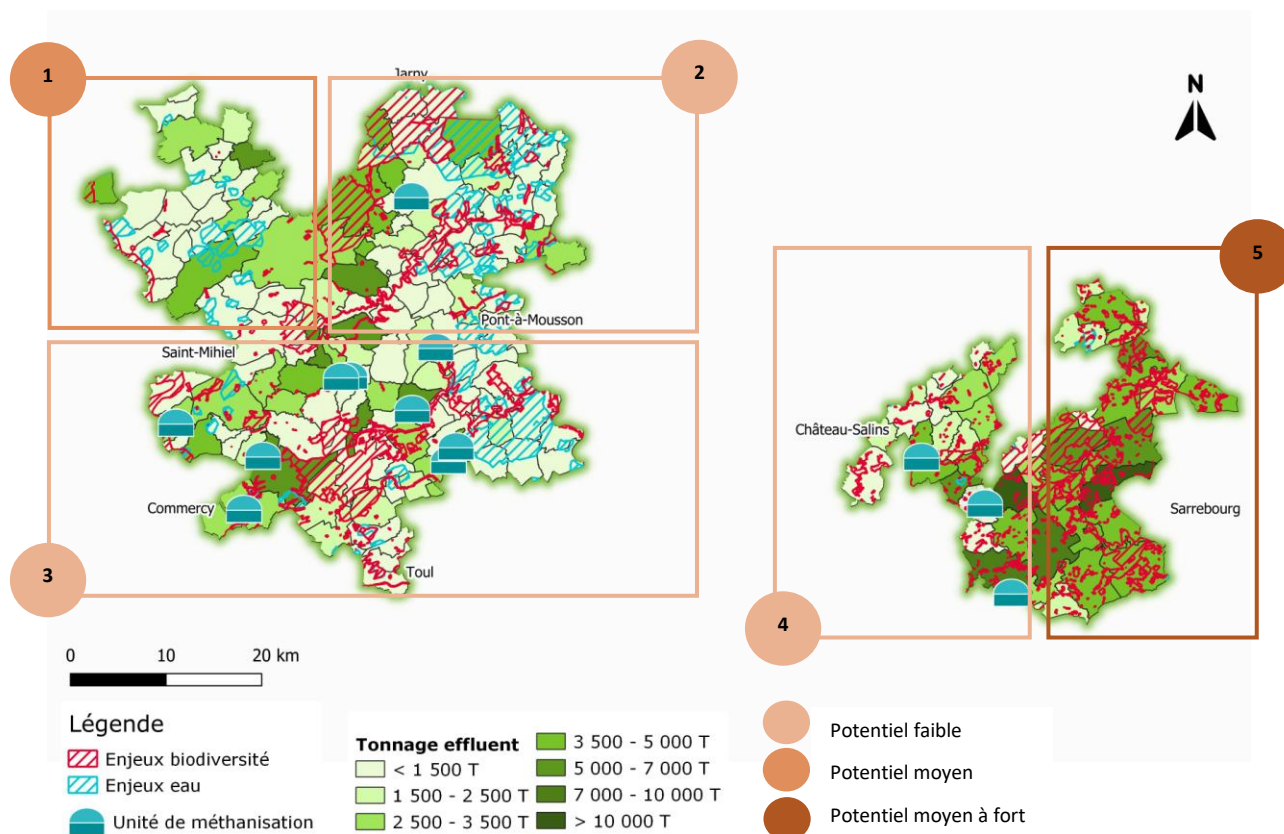 1
2
Jarny
N
5
Pont-à-Mousson
Saint-Mihiel
Château-Salins
Commercy
Sarrebourg
3
Toul
4
0 10 20 km
Légende
Enjeux biodiversité
Enjeux eau
Unité de méthanisation
Tonnage effluent
< 1 500 T
1 500 - 2 500 T
2 500 - 3 500 T
3 500 - 5 000 T
5 000 - 7 000 T
7 000 - 10 000 T
> 10 000 T
Potentiel faible
Potentiel moyen
Potentiel moyen à fort